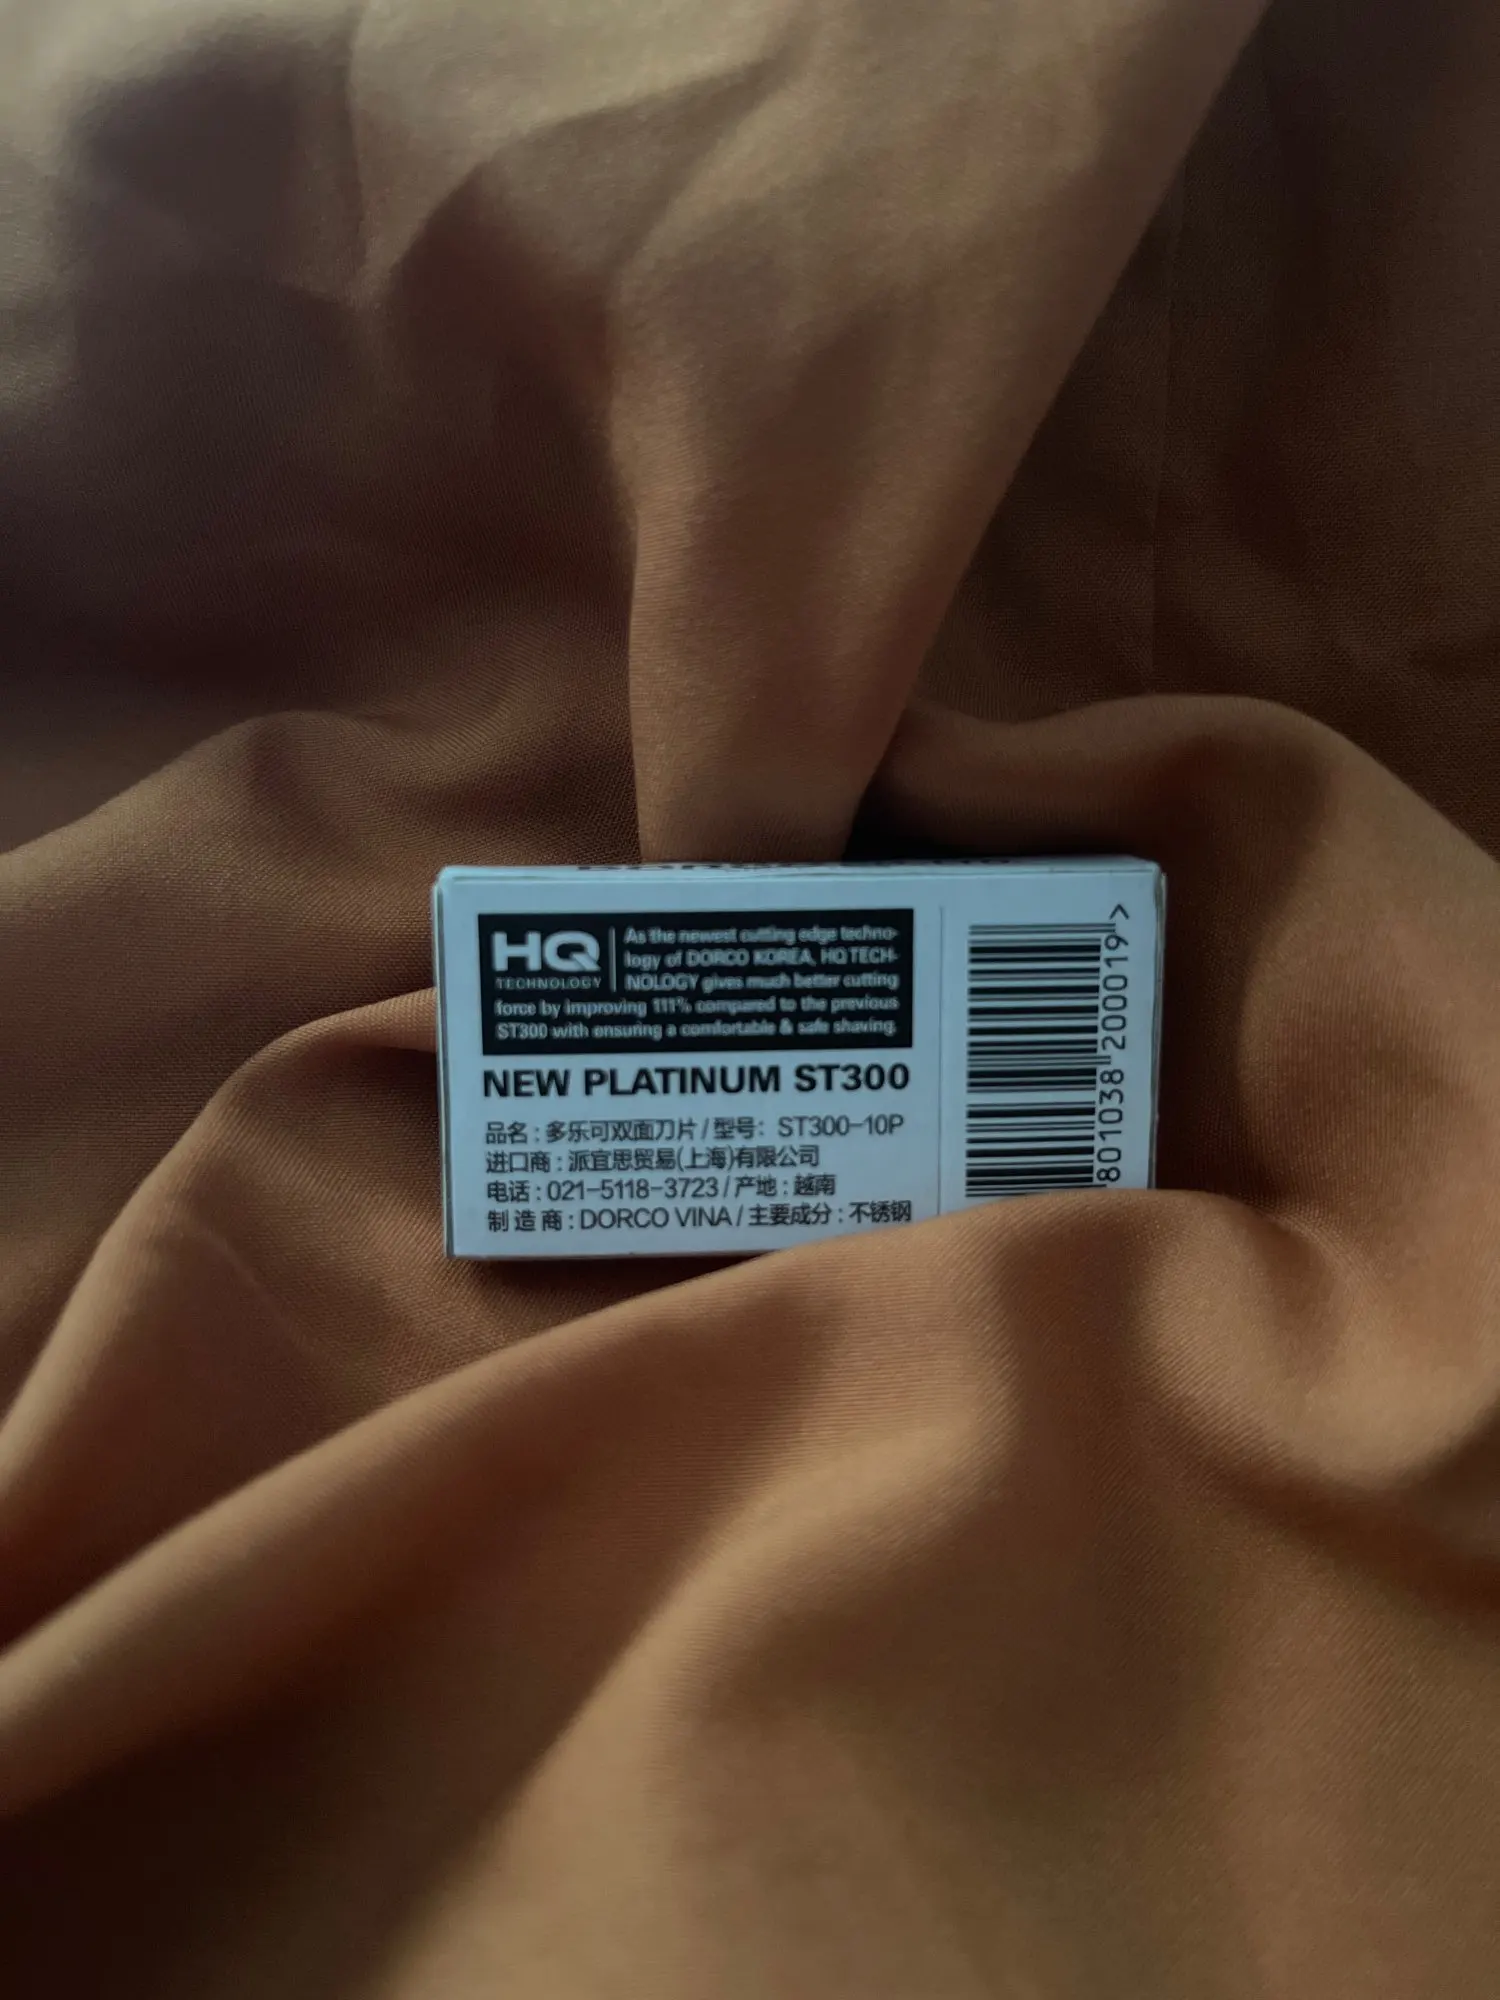 HQ
TECHNOLOGY
As the newest cutting edge techno-
logy of DORCO KOREA, HQ TECH-
NOLOGY gives much better cutting
force by improving 111% compared to the previous
ST300 with ensuring a comfortable & safe shaving.
NEW PLATINUM ST300
品名 : 多乐可双面刀片 / 型号： ST300-10P
进口商 : 派宜思贸易(上海)有限公司
电话 : 021-5118-3723 / 产地 : 越南
制 造 商 : DORCO VINA / 主要成分 : 不锈钢
801038 200019 >